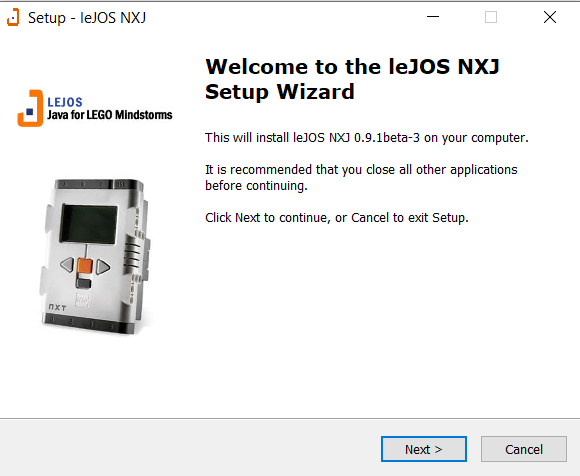 Setup - leJOS NXJ
Welcome to the leJOS NXJ
Setup Wizard
LEJOS
Java for LEGO Mindstorms
This will install leJOS NXJ 0.9.1beta-3 on your computer.
It is recommended that you close all other applications
before continuing.
Click Next to continue, or Cancel to exit Setup.
nxt
Next >
Cancel